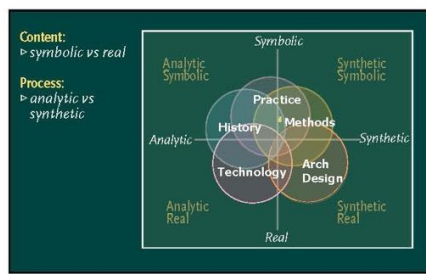 Content:
▷ symbolic vs real
Process:
▷ analytic vs
synthetic
Symbolic
Analytic
Symbolic
Synthetic
Symbolic
Practice
History
Methods
Analytic
Synthetic
Technology
Arch
Design
Analytic
Real
Synthetic
Real
Real